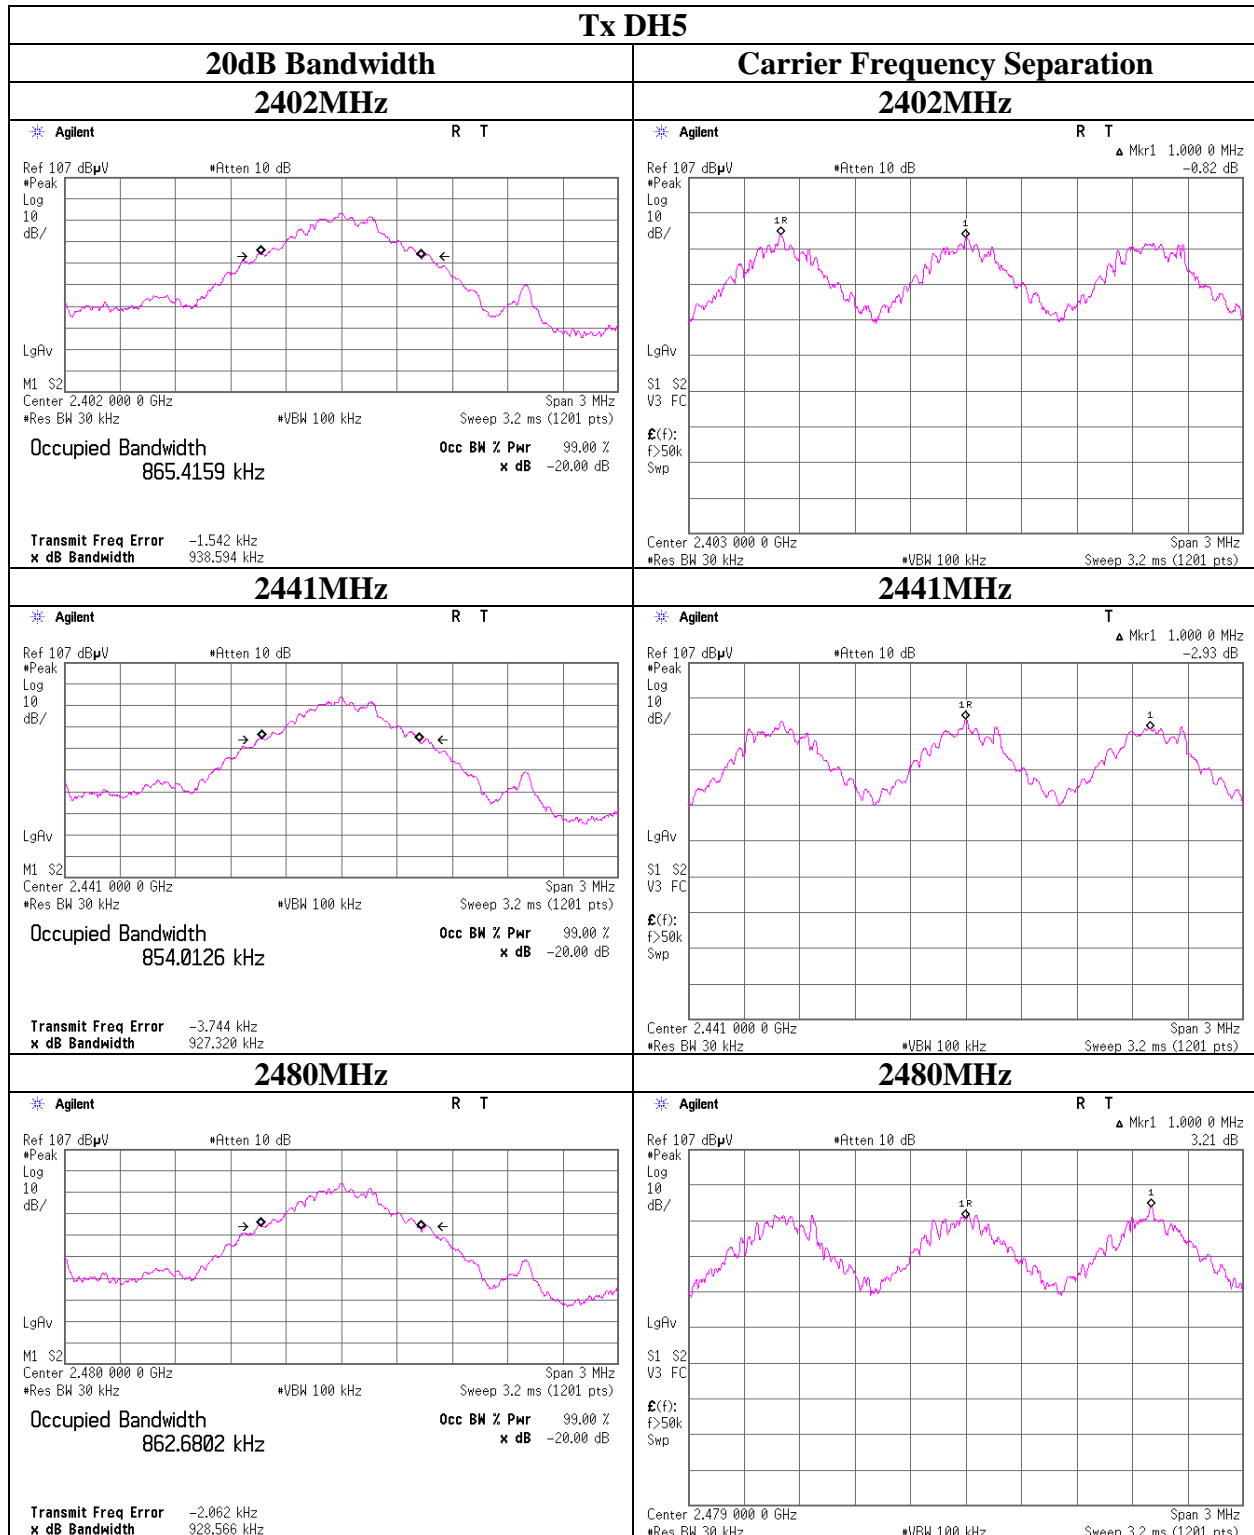 Tx DH5
20dB Bandwidth
Carrier Frequency Separation
2402MHz
2402MHz
Agilent
R T
Ref 107 dBµV
#Atten 10 dB
#Peak
Log
10
dB/
LgAv
M1 S2
Center 2.402 000 0 GHz
Span 3 MHz
#Res BW 30 kHz
#VBW 100 kHz
Sweep 3.2 ms (1201 pts)
Occupied Bandwidth
865.4159 kHz
Occ BW % Pwr 99.00 %
x dB -20.00 dB
Transmit Freq Error -1.542 kHz
x dB Bandwidth 938.594 kHz
Agilent
R T
Δ Mkr1 1.000 0 MHz
Ref 107 dBµV
#Atten 10 dB
-0.82 dB
#Peak
Log
10
dB/
1R
1
LgAv
S1 S2
V3 FC
£(f):
f>50k
Swp
Center 2.403 000 0 GHz
Span 3 MHz
#Res BW 30 kHz
#VBW 100 kHz
Sweep 3.2 ms (1201 pts)
2441MHz
2441MHz
Agilent
R T
Ref 107 dBµV
#Atten 10 dB
#Peak
Log
10
dB/
LgAv
M1 S2
Center 2.441 000 0 GHz
Span 3 MHz
#Res BW 30 kHz
#VBW 100 kHz
Sweep 3.2 ms (1201 pts)
Occupied Bandwidth
854.0126 kHz
Occ BW % Pwr 99.00 %
x dB -20.00 dB
Transmit Freq Error -3.744 kHz
x dB Bandwidth 927.320 kHz
Agilent
T
Δ Mkr1 1.000 0 MHz
Ref 107 dBµV
#Atten 10 dB
-2.93 dB
#Peak
Log
10
dB/
1R
1
LgAv
S1 S2
V3 FC
£(f):
f>50k
Swp
Center 2.441 000 0 GHz
Span 3 MHz
#Res BW 30 kHz
#VBW 100 kHz
Sweep 3.2 ms (1201 pts)
2480MHz
2480MHz
Agilent
R T
Ref 107 dBµV
#Atten 10 dB
#Peak
Log
10
dB/
LgAv
M1 S2
Center 2.480 000 0 GHz
Span 3 MHz
#Res BW 30 kHz
#VBW 100 kHz
Sweep 3.2 ms (1201 pts)
Occupied Bandwidth
862.6802 kHz
Occ BW % Pwr 99.00 %
x dB -20.00 dB
Transmit Freq Error -2.062 kHz
x dB Bandwidth 928.566 kHz
Agilent
R T
Δ Mkr1 1.000 0 MHz
Ref 107 dBµV
#Atten 10 dB
3.21 dB
#Peak
Log
10
dB/
1R
1
LgAv
S1 S2
V3 FC
£(f):
f>50k
Swp
Center 2.479 000 0 GHz
Span 3 MHz
#Res BW 30 kHz
#VBW 100 kHz
Sweep 3.2 ms (1201 pts)